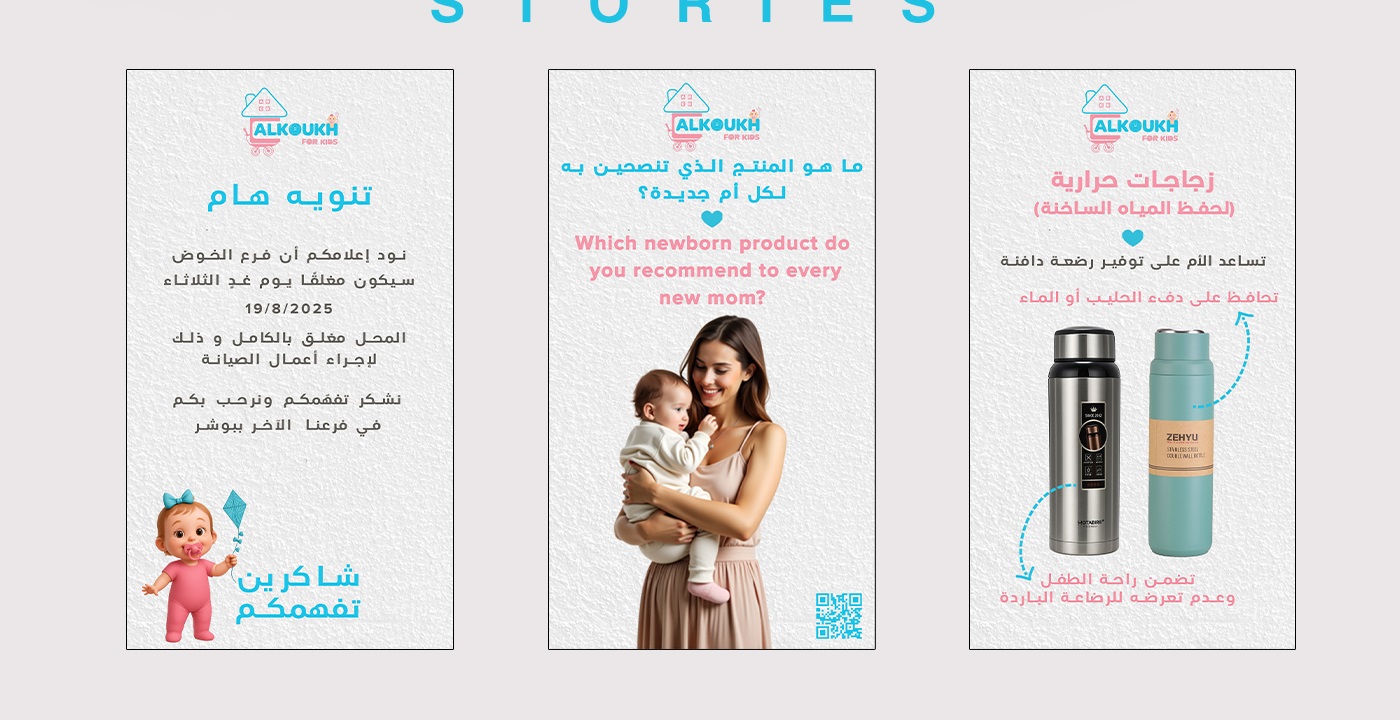 STORIES
ALKOUKH
FOR KIDS
تنويه هام
نود إعلامكم أن فرع الخوض
سيكون مغلقًا يوم غدٍ الثلاثاء
19/8/2025
المحل مغلق بالكامل و ذلك
لإجراء أعمال الصيانة
نشكر تفهمكم ونرحب بكم
في فرعنا الآخر ببوشر
شاكرين
تفهمكم
ALKOUKH
FOR KIDS
ما هو المنتج الذي تنصحين به
لكل أم جديدة؟
Which newborn product do
you recommend to every
new mom?
ALKOUKH
FOR KIDS
زجاجات حرارية
(لحفظ المياه الساخنة)
تساعد الأم على توفير رضعة دافئة
تحافظ على دفء الحليب أو الماء
ZEHYU
STAINLESS STEEL
تضمن راحة الطفل
وعدم تعرضه للرضاعة الباردة